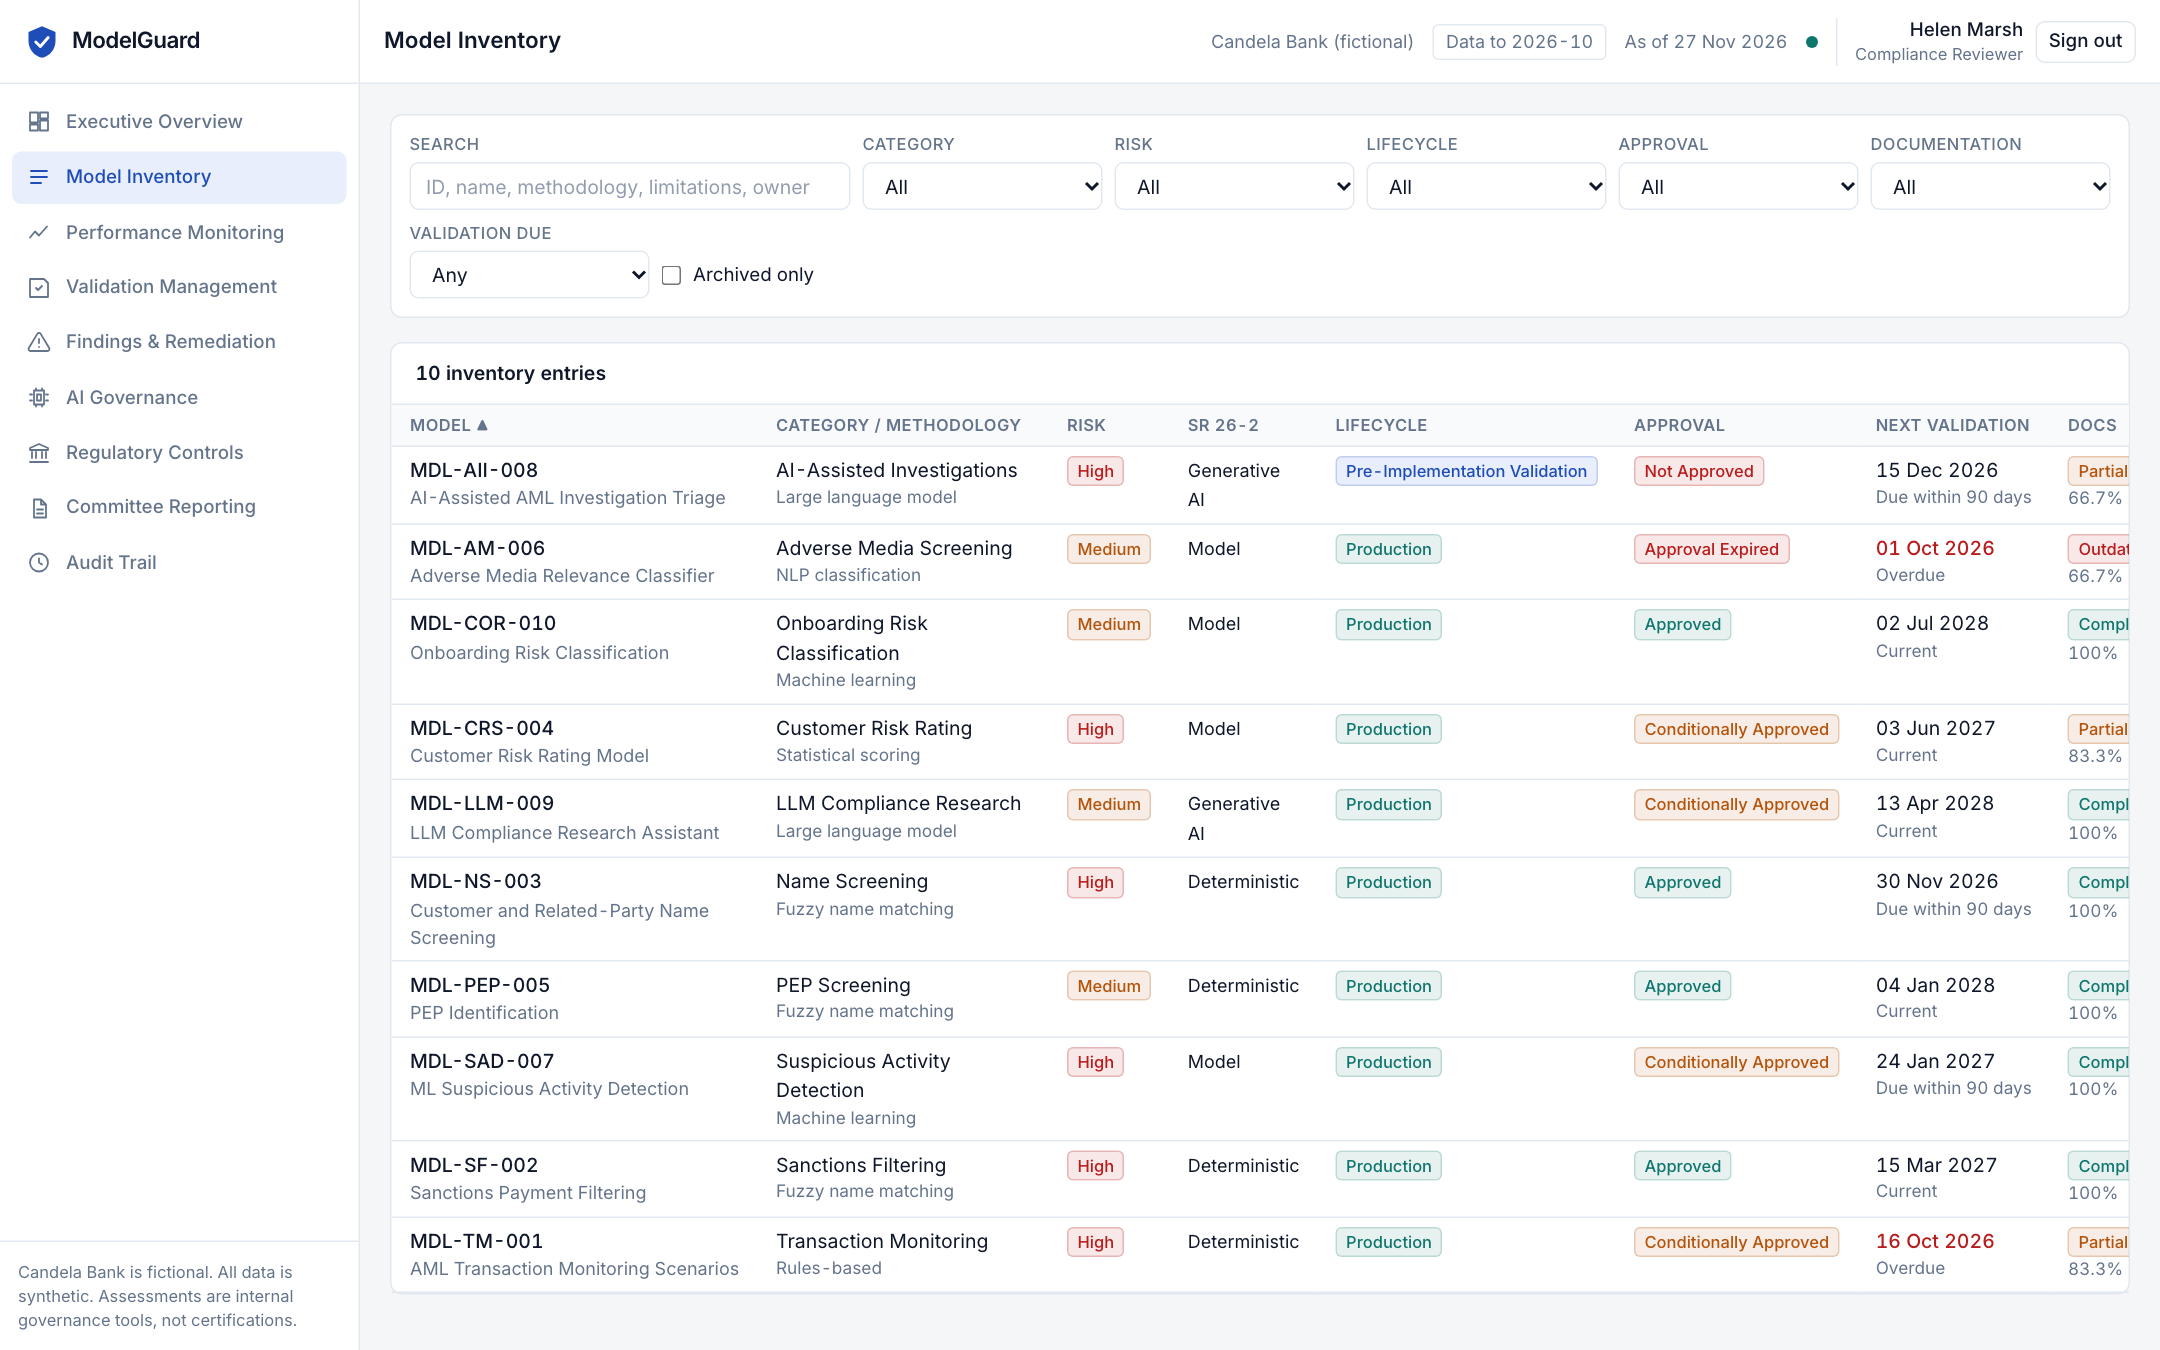 ModelGuard
Model Inventory
Candela Bank (fictional)
Data to 2026-10
As of 27 Nov 2026
Helen Marsh
Compliance Reviewer
Sign out
Executive Overview
Model Inventory
Performance Monitoring
Validation Management
Findings & Remediation
AI Governance
Regulatory Controls
Committee Reporting
Audit Trail
Candela Bank is fictional. All data is
synthetic. Assessments are internal
governance tools, not certifications.
SEARCH CATEGORY RISK LIFECYCLE APPROVAL DOCUMENTATION
ID, name, methodology, limitations, owner All All All All All
VALIDATION DUE
Any Archived only
10 inventory entries
MODEL ▲ CATEGORY / METHODOLOGY RISK SR 26-2 LIFECYCLE APPROVAL NEXT VALIDATION DOCS
MDL-AII-008 AI-Assisted Investigations High Generative Pre-Implementation Validation Not Approved 15 Dec 2026 Partial
AI-Assisted AML Investigation Triage Large language model AI Due within 90 days 66.7%
MDL-AM-006 Adverse Media Screening Medium Model Production Approval Expired 01 Oct 2026 Outdat
Adverse Media Relevance Classifier NLP classification Overdue 66.7%
MDL-COR-010 Onboarding Risk Medium Model Production Approved 02 Jul 2028 Compl
Onboarding Risk Classification Classification Current 100%
Machine learning
MDL-CRS-004 Customer Risk Rating High Model Production Conditionally Approved 03 Jun 2027 Partial
Customer Risk Rating Model Statistical scoring Current 83.3%
MDL-LLM-009 LLM Compliance Research Medium Generative Production Conditionally Approved 13 Apr 2028 Compl
LLM Compliance Research Assistant Large language model AI Current 100%
MDL-NS-003 Name Screening High Deterministic Production Approved 30 Nov 2026 Compl
Customer and Related-Party Name Fuzzy name matching Due within 90 days 100%
Screening
MDL-PEP-005 PEP Screening Medium Deterministic Production Approved 04 Jan 2028 Compl
PEP Identification Fuzzy name matching Current 100%
MDL-SAD-007 Suspicious Activity High Model Production Conditionally Approved 24 Jan 2027 Compl
ML Suspicious Activity Detection Detection Due within 90 days 100%
Machine learning
MDL-SF-002 Sanctions Filtering High Deterministic Production Approved 15 Mar 2027 Compl
Sanctions Payment Filtering Fuzzy name matching Current 100%
MDL-TM-001 Transaction Monitoring High Deterministic Production Conditionally Approved 16 Oct 2026 Partial
AML Transaction Monitoring Scenarios Rules-based Overdue 83.3%